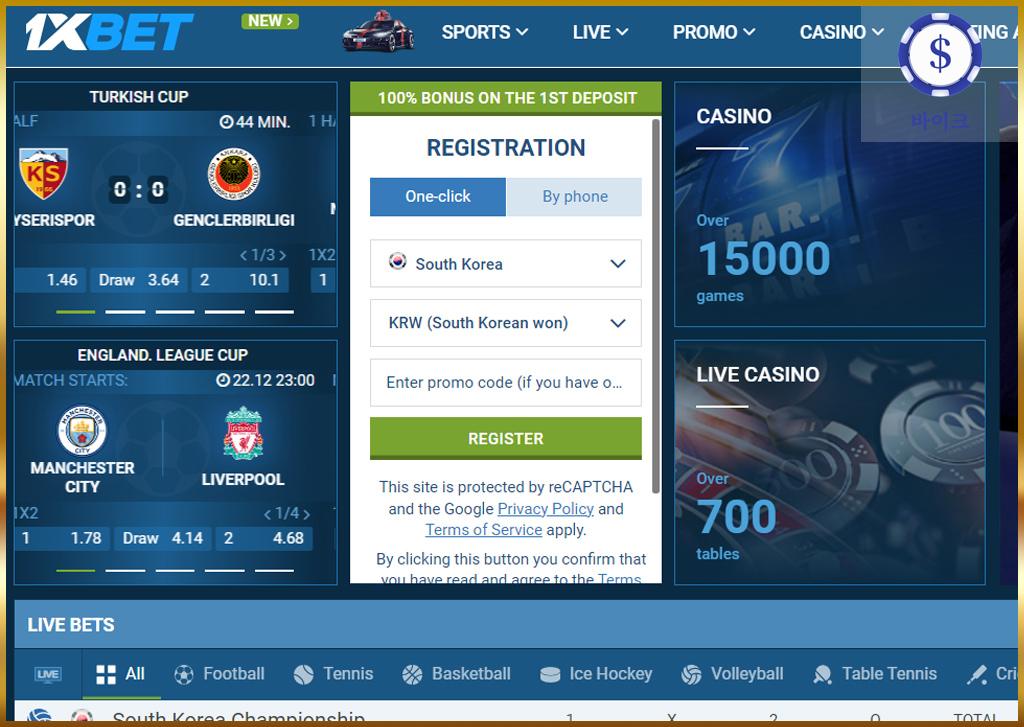 1XBET
NEW >
SPORTS
LIVE
PROMO
CASINO
$
바이크
TURKISH CUP
44 MIN.
KS
0 : 0
YSERISPOR
GENCLERBIRLIGI
< 1/3 >
1X2
1.46
Draw 3.64
2 10.1
1
ENGLAND. LEAGUE CUP
MATCH STARTS:
22.12 23:00
MANCHESTER
CITY
LIVERPOOL
1X2
< 1/4 >
1 1.78
Draw 4.14
2 4.68
100% BONUS ON THE 1ST DEPOSIT
REGISTRATION
One-click
By phone
South Korea
KRW (South Korean won)
Enter promo code (if you have o...
REGISTER
This site is protected by reCAPTCHA
and the Google Privacy Policy and
Terms of Service apply.
By clicking this button you confirm that
you have read and agree to the Terms
CASINO
Over
15000
games
LIVE CASINO
Over
700
tables
LIVE BETS
LIVE
All
Football
Tennis
Basketball
Ice Hockey
Volleyball
Table Tennis
Cri
South Korea Championship
1
X
2
O
TOTAL